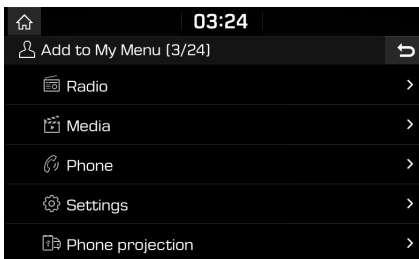 03:24
Add to My Menu (3/24)
Radio
Media
Phone
Settings
Phone projection